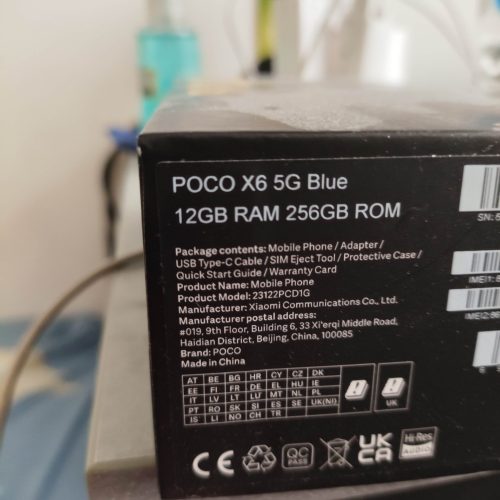 POCO X6 5G Blue
12GB RAM 256GB ROM
Package contents: Mobile Phone / Adapter /
USB Type-C Cable / SIM Eject Tool / Protective Case /
Quick Start Guide / Warranty Card
Product Name: Mobile Phone
Product Model: 23122PCD1G
Manufacturer: Xiaomi Communications Co., Ltd.
Manufacturer postal address:
#019, 9th Floor, Building 6, 33 Xi'erqi Middle Road,
Haidian District, Beijing, China, 100085
Brand: POCO
Made in China
AT BE BG HR CY CZ DK
EE FI FR DE EL HU IE
IT LV LT LU MT NL PL
PT RO SK SI ES SE UK(NI)
IS LI NO CH TR
UK
CE
QC
PASS
UK
CA
Hi-Res
AUDIO
SN:
IMEI1:
IMEI2: